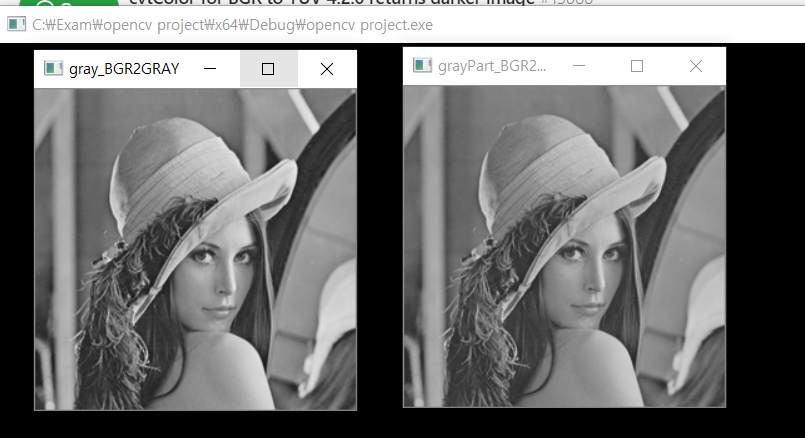 cvtColor for BGR to YUV 4.2.0 returns darker image #15666
C:₩Exam₩opencv project₩x64₩Debug₩opencv project.exe
gray_BGR2GRAY
grayPart_BGR2...